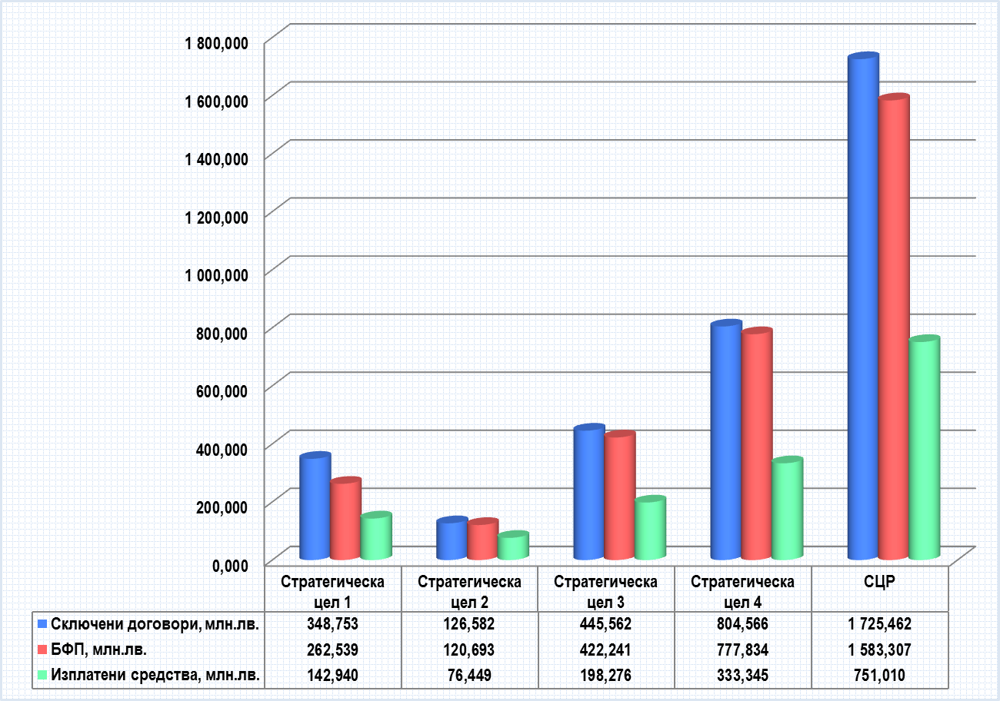 1 800,000
1 600,000
1 400,000
1 200,000
1 000,000
800,000
600,000
400,000
200,000
0,000
Стратегическа цел 1 Стратегическа цел 2 Стратегическа цел 3 Стратегическа цел 4 СЦР
Сключени договори, млн.лв. 348,753 126,582 445,562 804,566 1 725,462
БФП, млн.лв. 262,539 120,693 422,241 777,834 1 583,307
Изплатени средства, млн.лв. 142,940 76,449 198,276 333,345 751,010